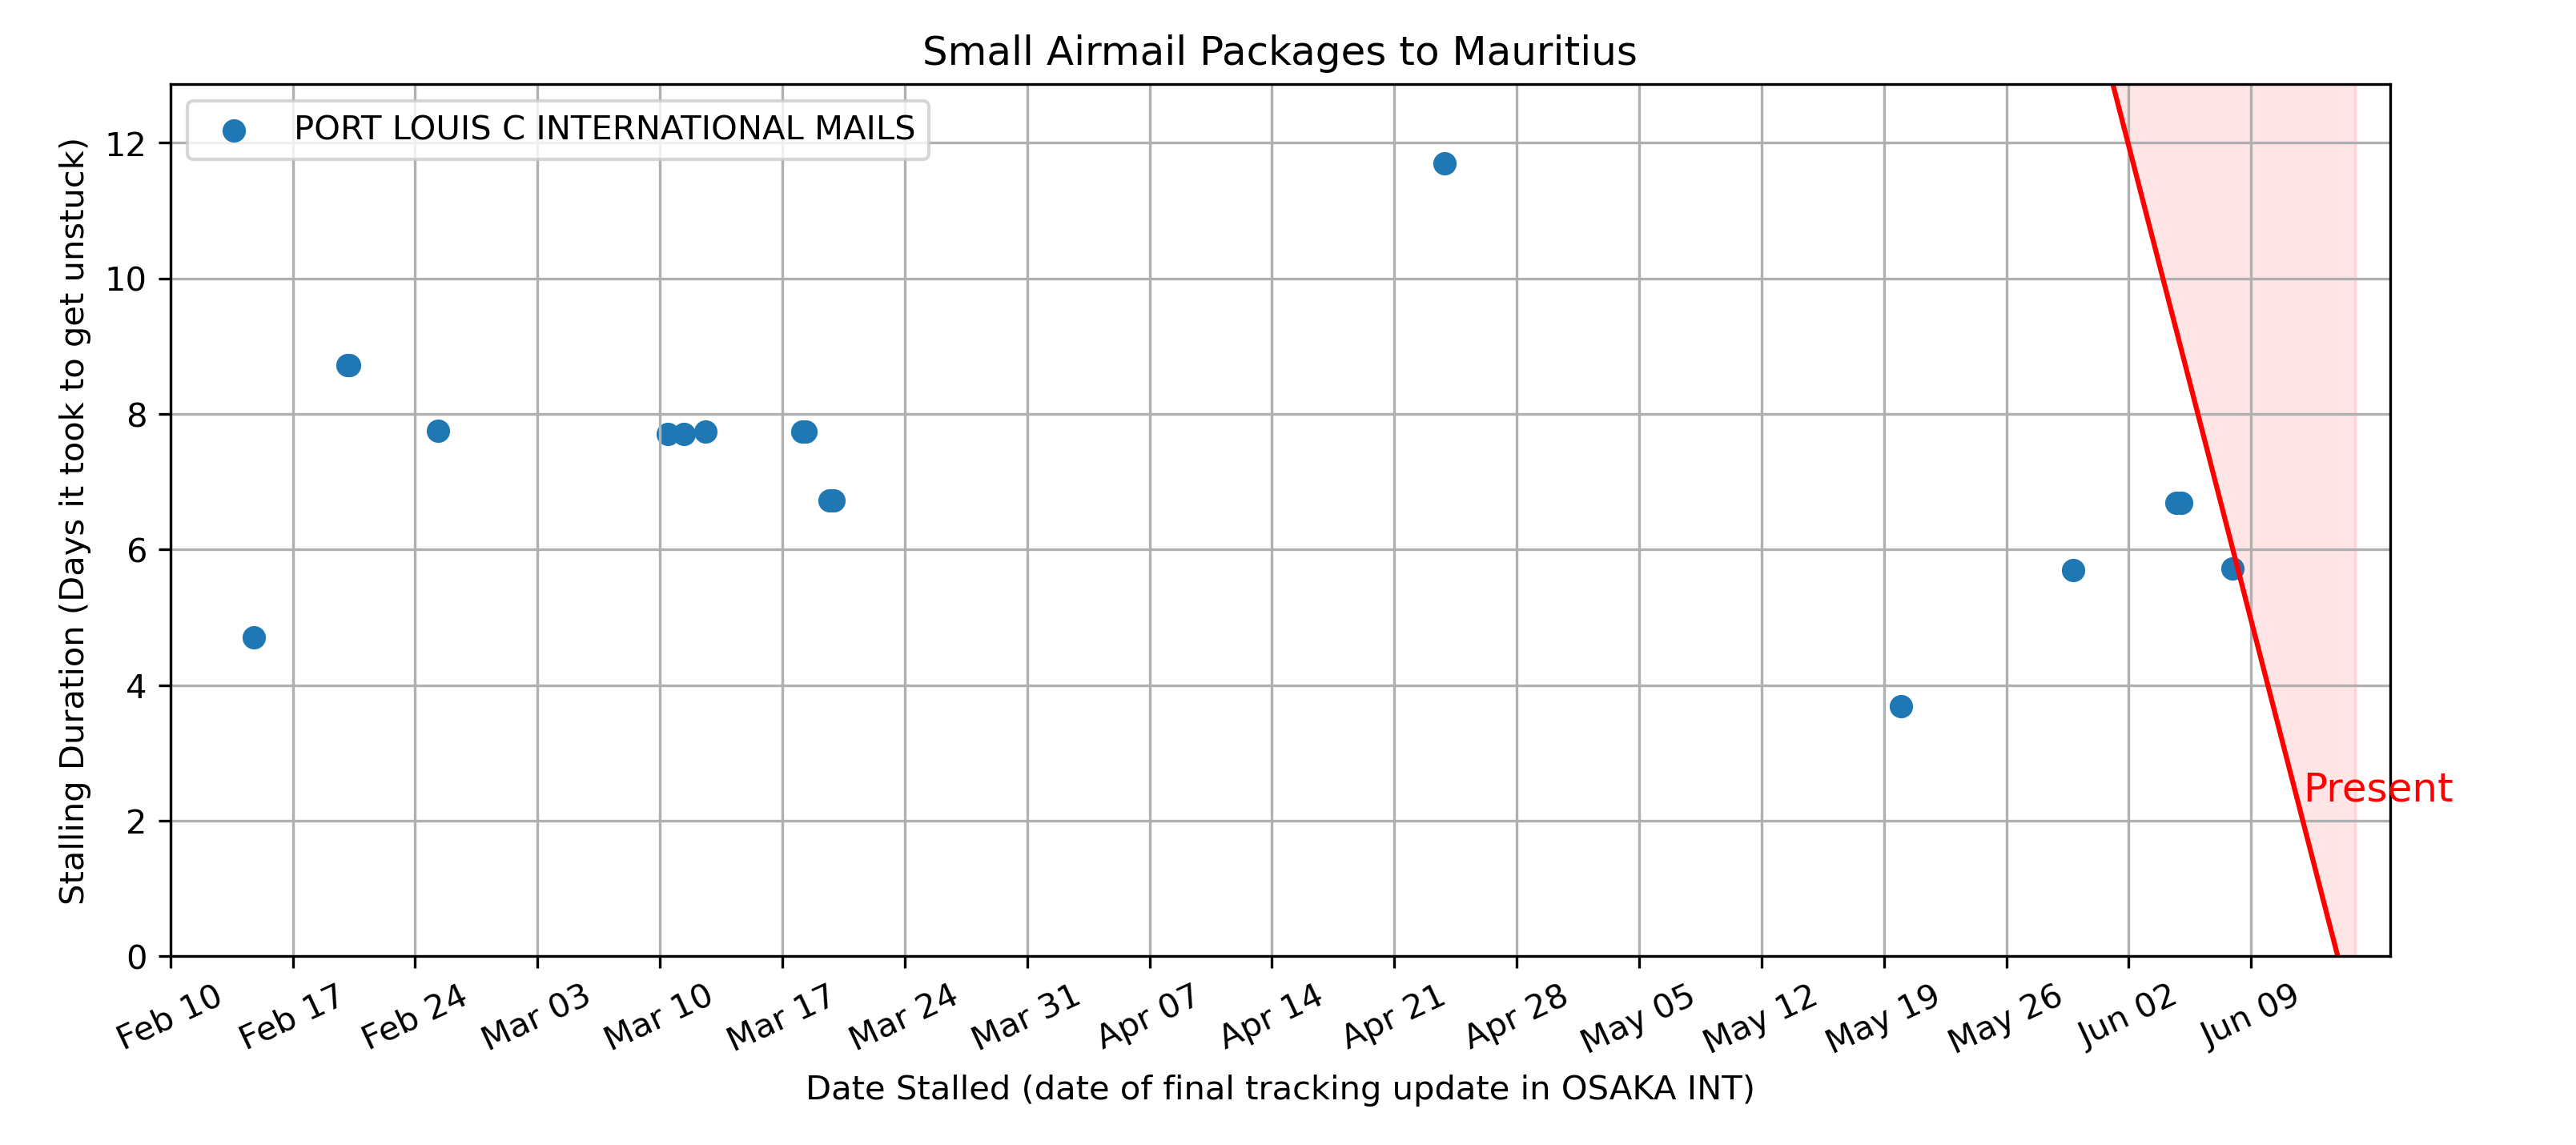 Small Airmail Packages to Mauritius
PORT LOUIS C INTERNATIONAL MAILS
Stalling Duration (Days it took to get unstuck)
12
10
8
6
4
2
0
Present
Feb 10
Feb 17
Feb 24
Mar 03
Mar 10
Mar 17
Mar 24
Mar 31
Apr 07
Apr 14
Apr 21
Apr 28
May 05
May 12
May 19
May 26
Jun 02
Jun 09
Date Stalled (date of final tracking update in OSAKA INT)